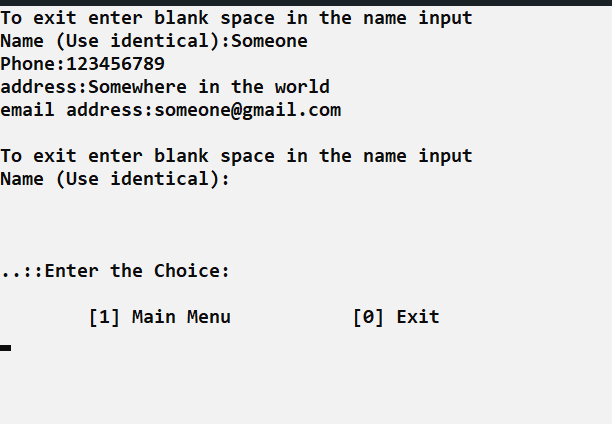 To exit enter blank space in the name input
Name (Use identical):Someone
Phone:123456789
address:Somewhere in the world
email address:someone@gmail.com
To exit enter blank space in the name input
Name (Use identical):
..::Enter the Choice:
[1] Main Menu [0] Exit